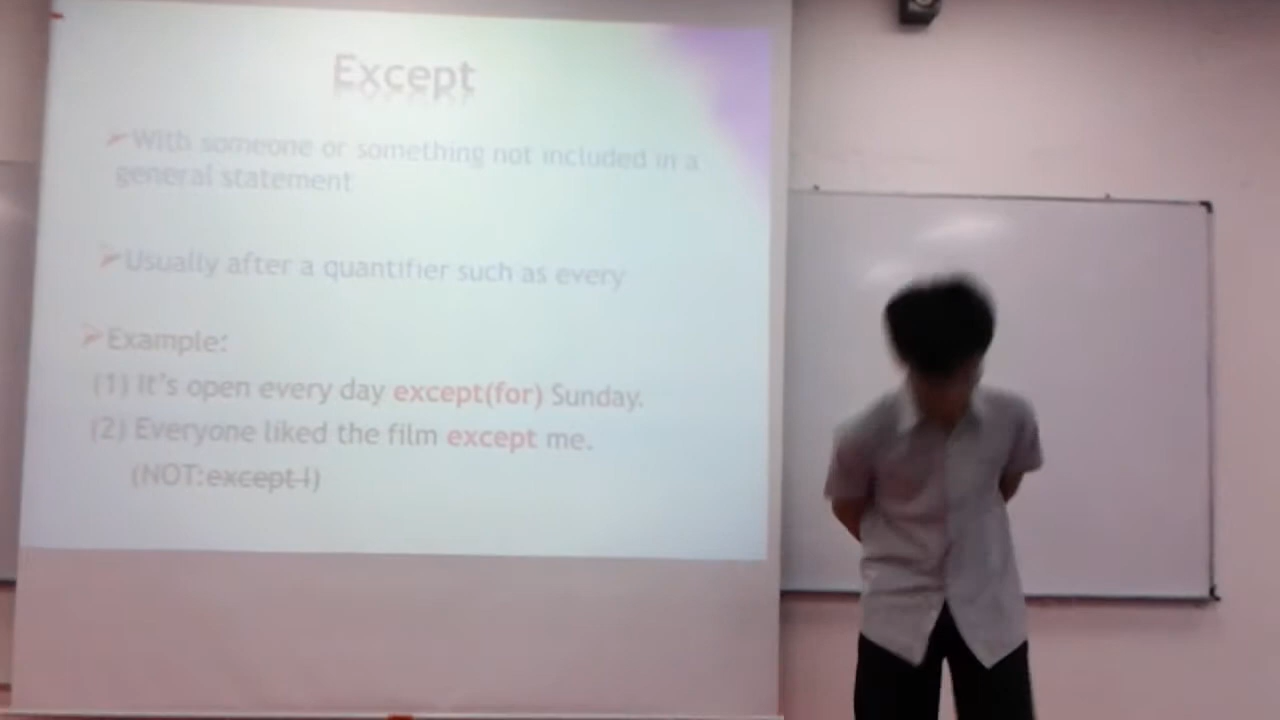 Except
With someone or something not included in a
general statement
Usually after a quantifier such as every
Example:
(1) It's open every day except(for) Sunday.
(2) Everyone liked the film except me.
(NOT:except I)